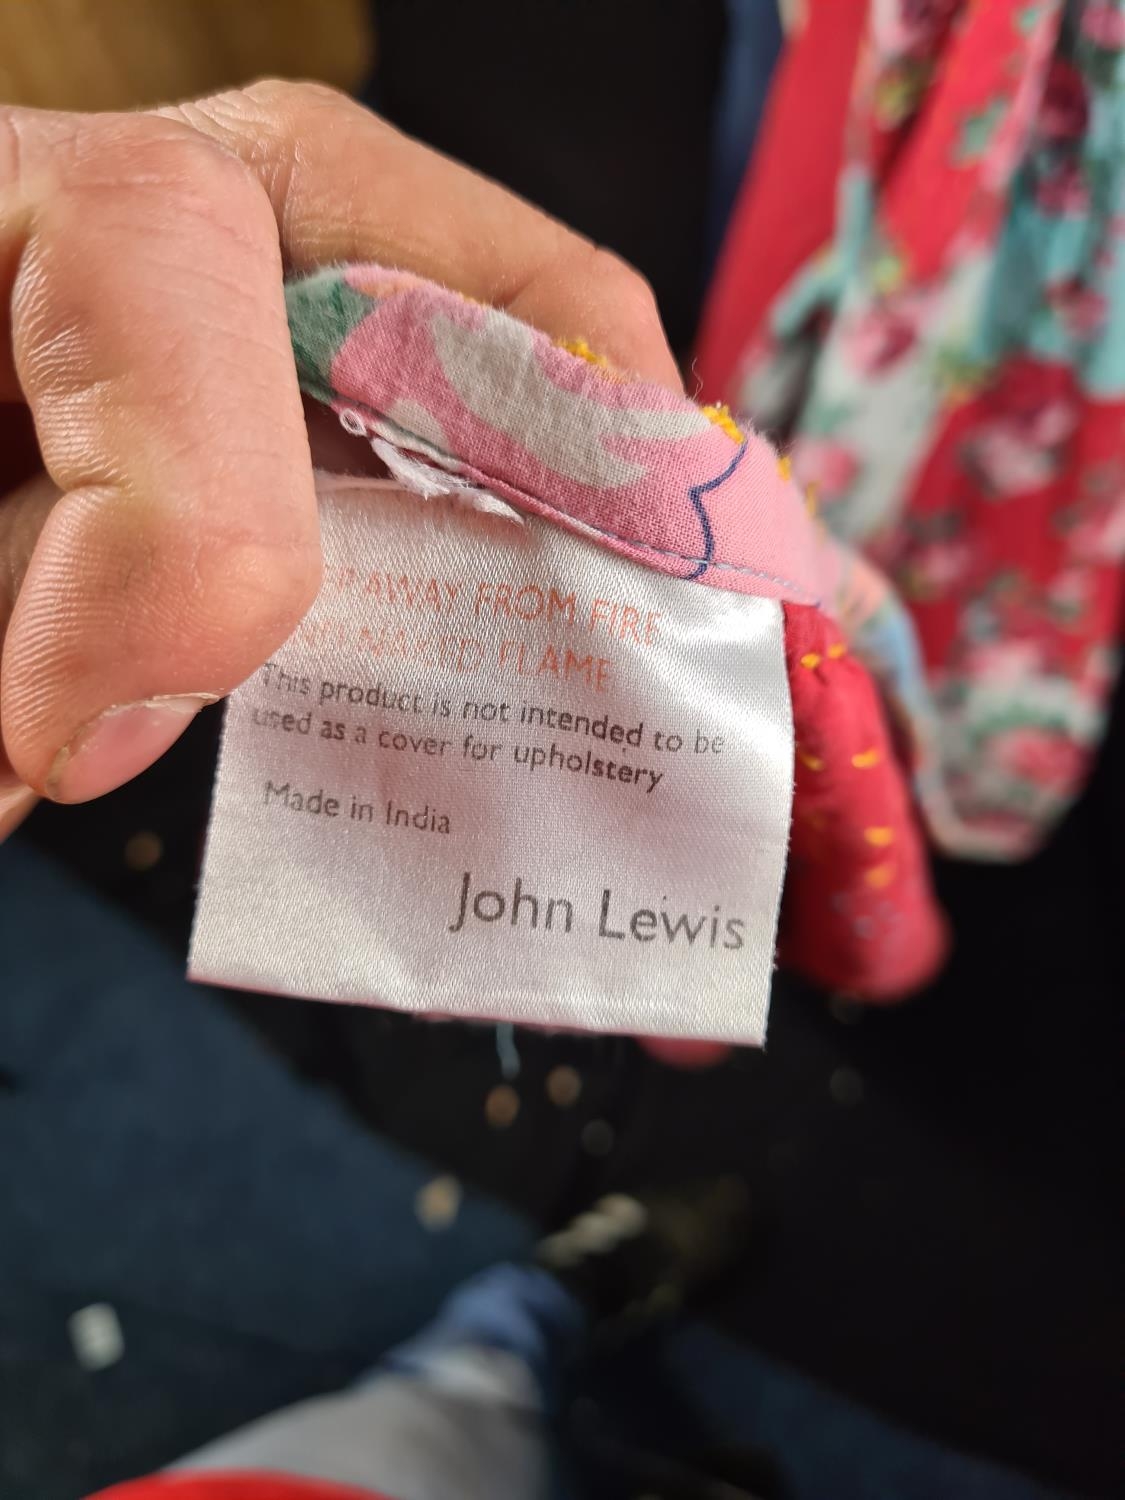 AWAY FROM FIRE
NAKED FLAME
This product is not intended to be
used as a cover for upholstery
Made in India
John Lewis